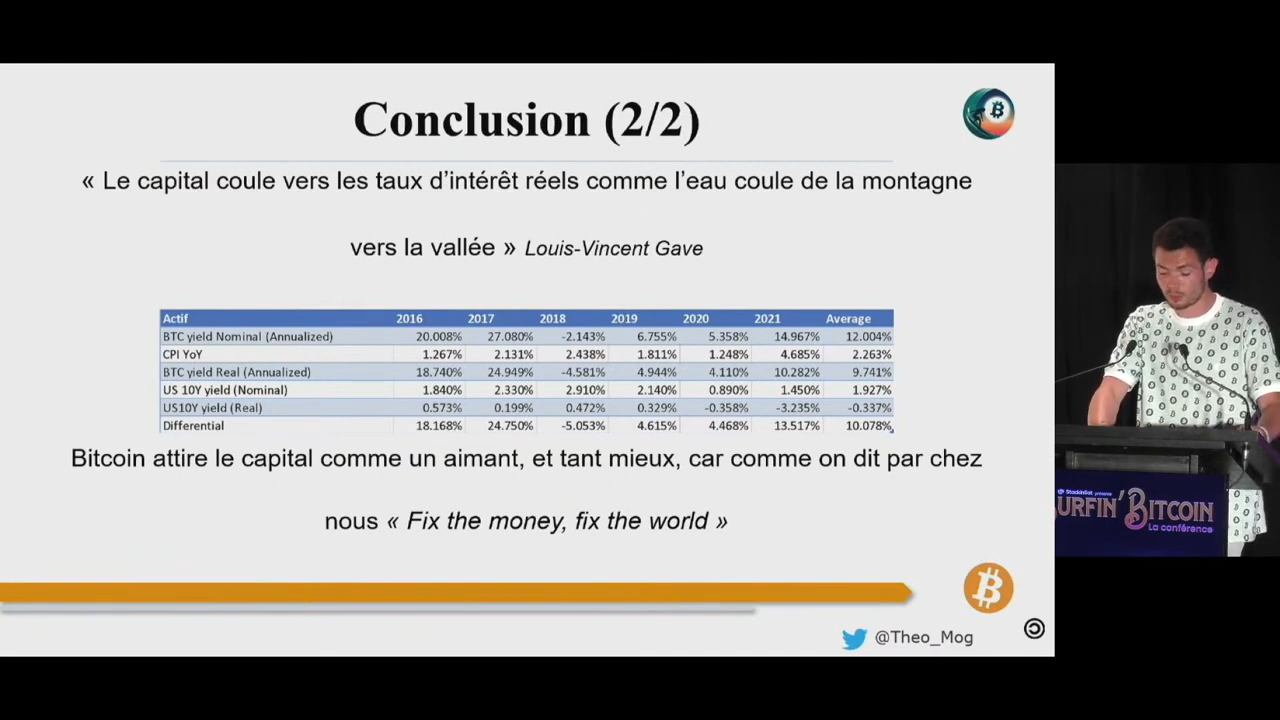 Conclusion (2/2)
« Le capital coule vers les taux d'intérêt réels comme l'eau coule de la montagne
vers la vallée » Louis-Vincent Gave
Actif 2016 2017 2018 2019 2020 2021 Average
BTC yield Nominal (Annualized) 20.008% 27.080% -2.143% 6.755% 5.358% 14.967% 12.004%
CPI YoY 1.267% 2.131% 2.438% 1.811% 1.248% 4.685% 2.263%
BTC yield Real (Annualized) 18.740% 24.949% -4.581% 4.944% 4.110% 10.282% 9.741%
US 10Y yield (Nominal) 1.840% 2.330% 2.910% 2.140% 0.890% 1.450% 1.927%
US10Y yield (Real) 0.573% 0.199% 0.472% 0.329% -0.358% -3.235% -0.337%
Differential 18.168% 24.750% -5.053% 4.615% 4.468% 13.517% 10.078%
Bitcoin attire le capital comme un aimant, et tant mieux, car comme on dit par chez
nous « Fix the money, fix the world »
@Theo_Mog
StackinSat présente
URFIN' BITCOIN
La conférence